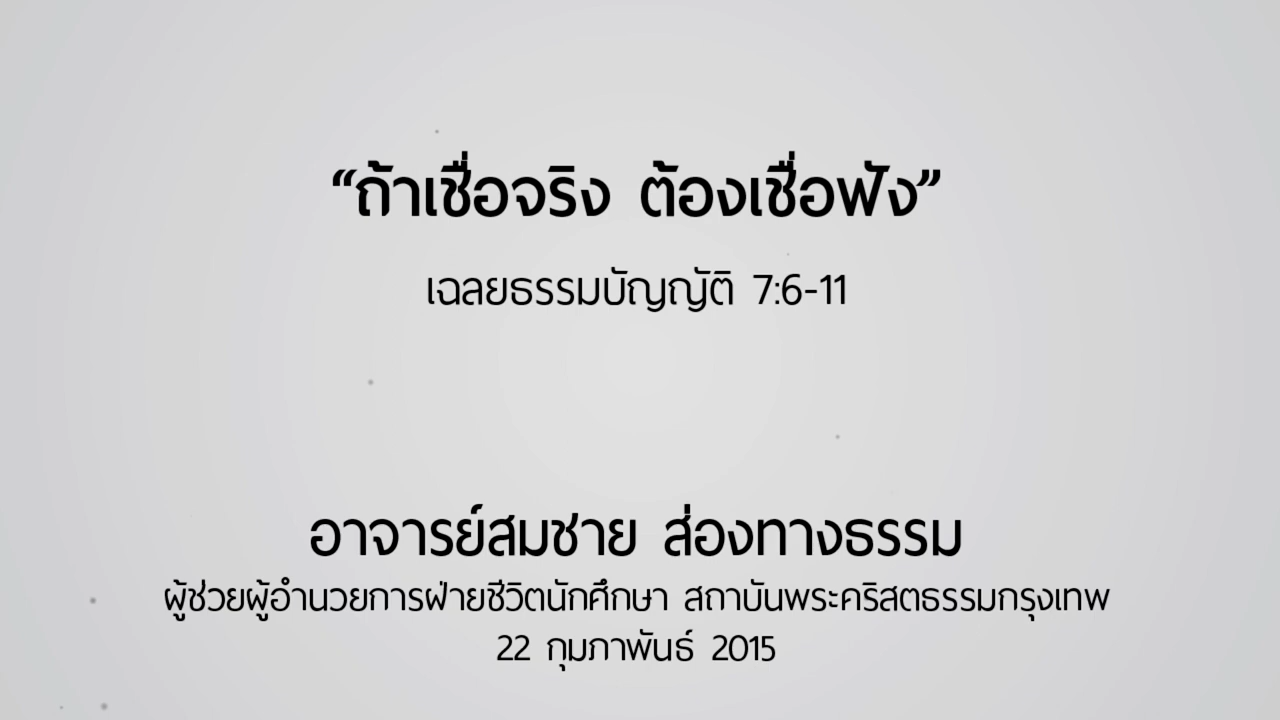 “ถ้าเชื่อจริง ต้องเชื่อฟัง”
เฉลยธรรมบัญญัติ 7:6-11
อาจารย์สมชาย ส่องทางธรรม
ผู้ช่วยผู้อำนวยการฝ่ายชีวิตนักศึกษา สถาบันพระคริสตธรรมกรุงเทพ
22 กุมภาพันธ์ 2015